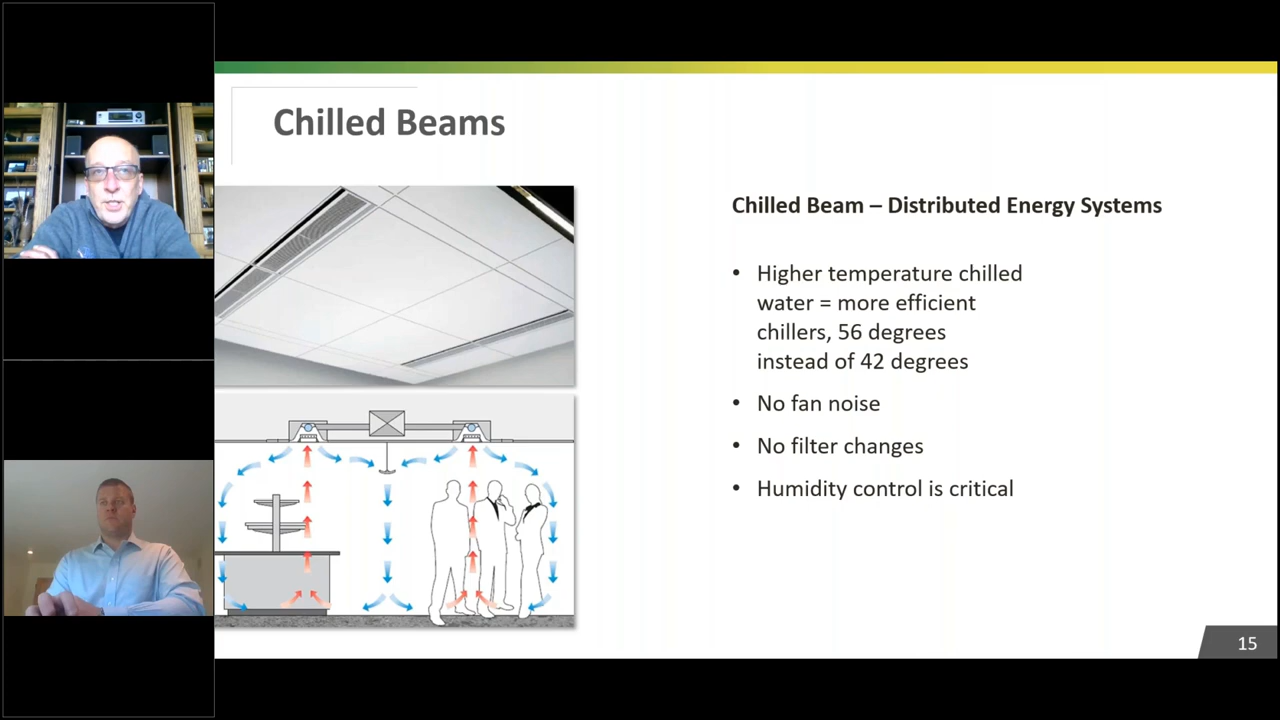 Chilled Beams
Chilled Beam – Distributed Energy Systems
• Higher temperature chilled
water = more efficient
chillers, 56 degrees
instead of 42 degrees
• No fan noise
• No filter changes
• Humidity control is critical
15